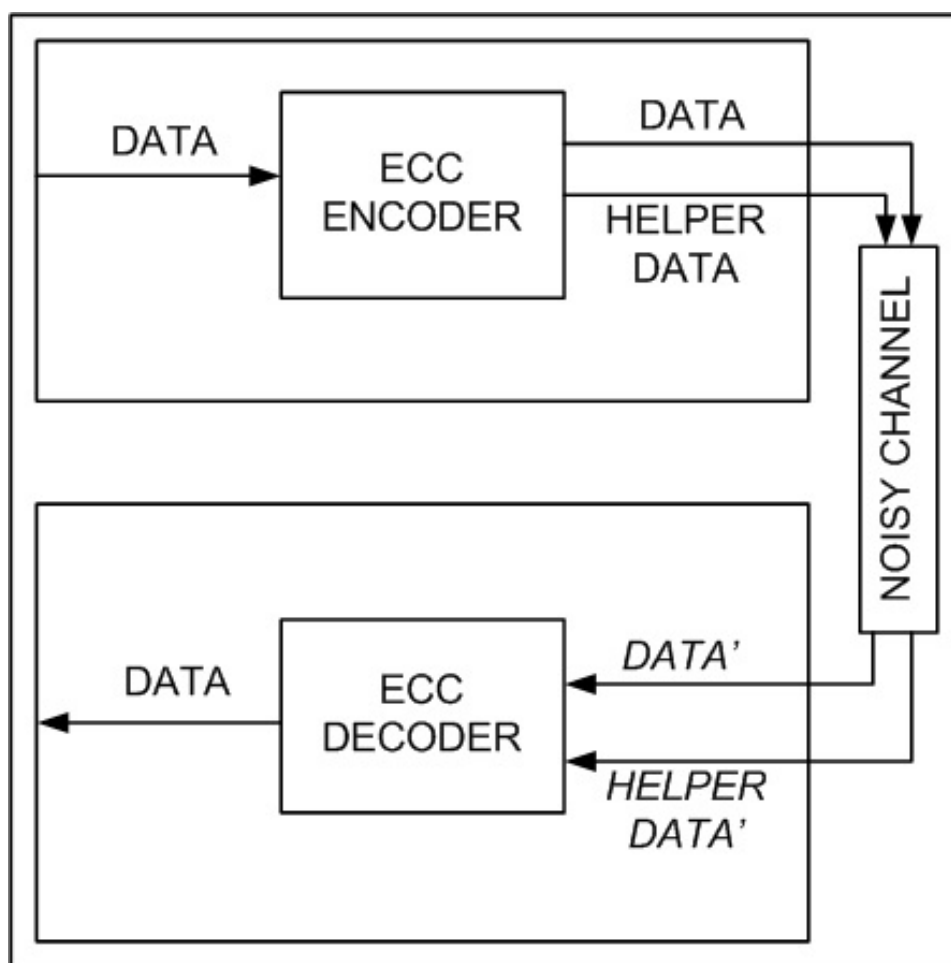 DATA
ECC
ENCODER
DATA
HELPER
DATA
NOISY CHANNEL
DATA’
HELPER
DATA’
ECC
DECODER
DATA